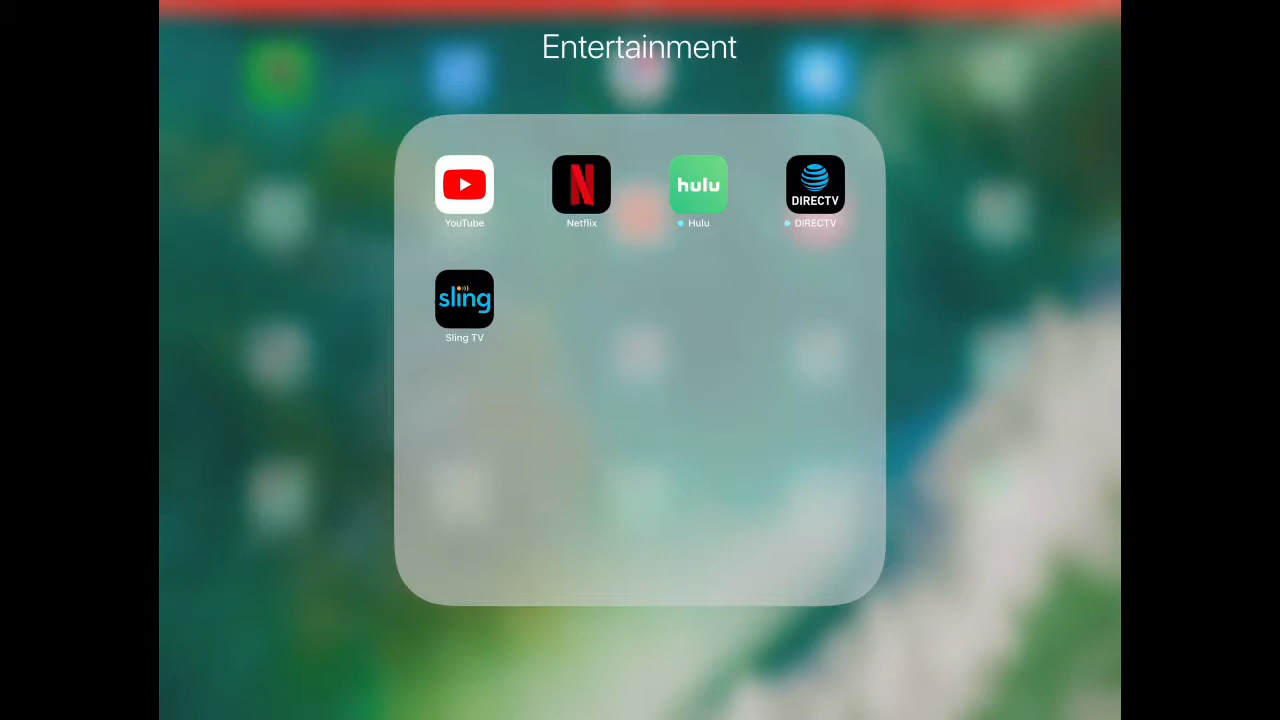 Entertainment
hulu
DIRECTV
YouTube
Netflix
Hulu
DIRECTV
sling
Sling TV